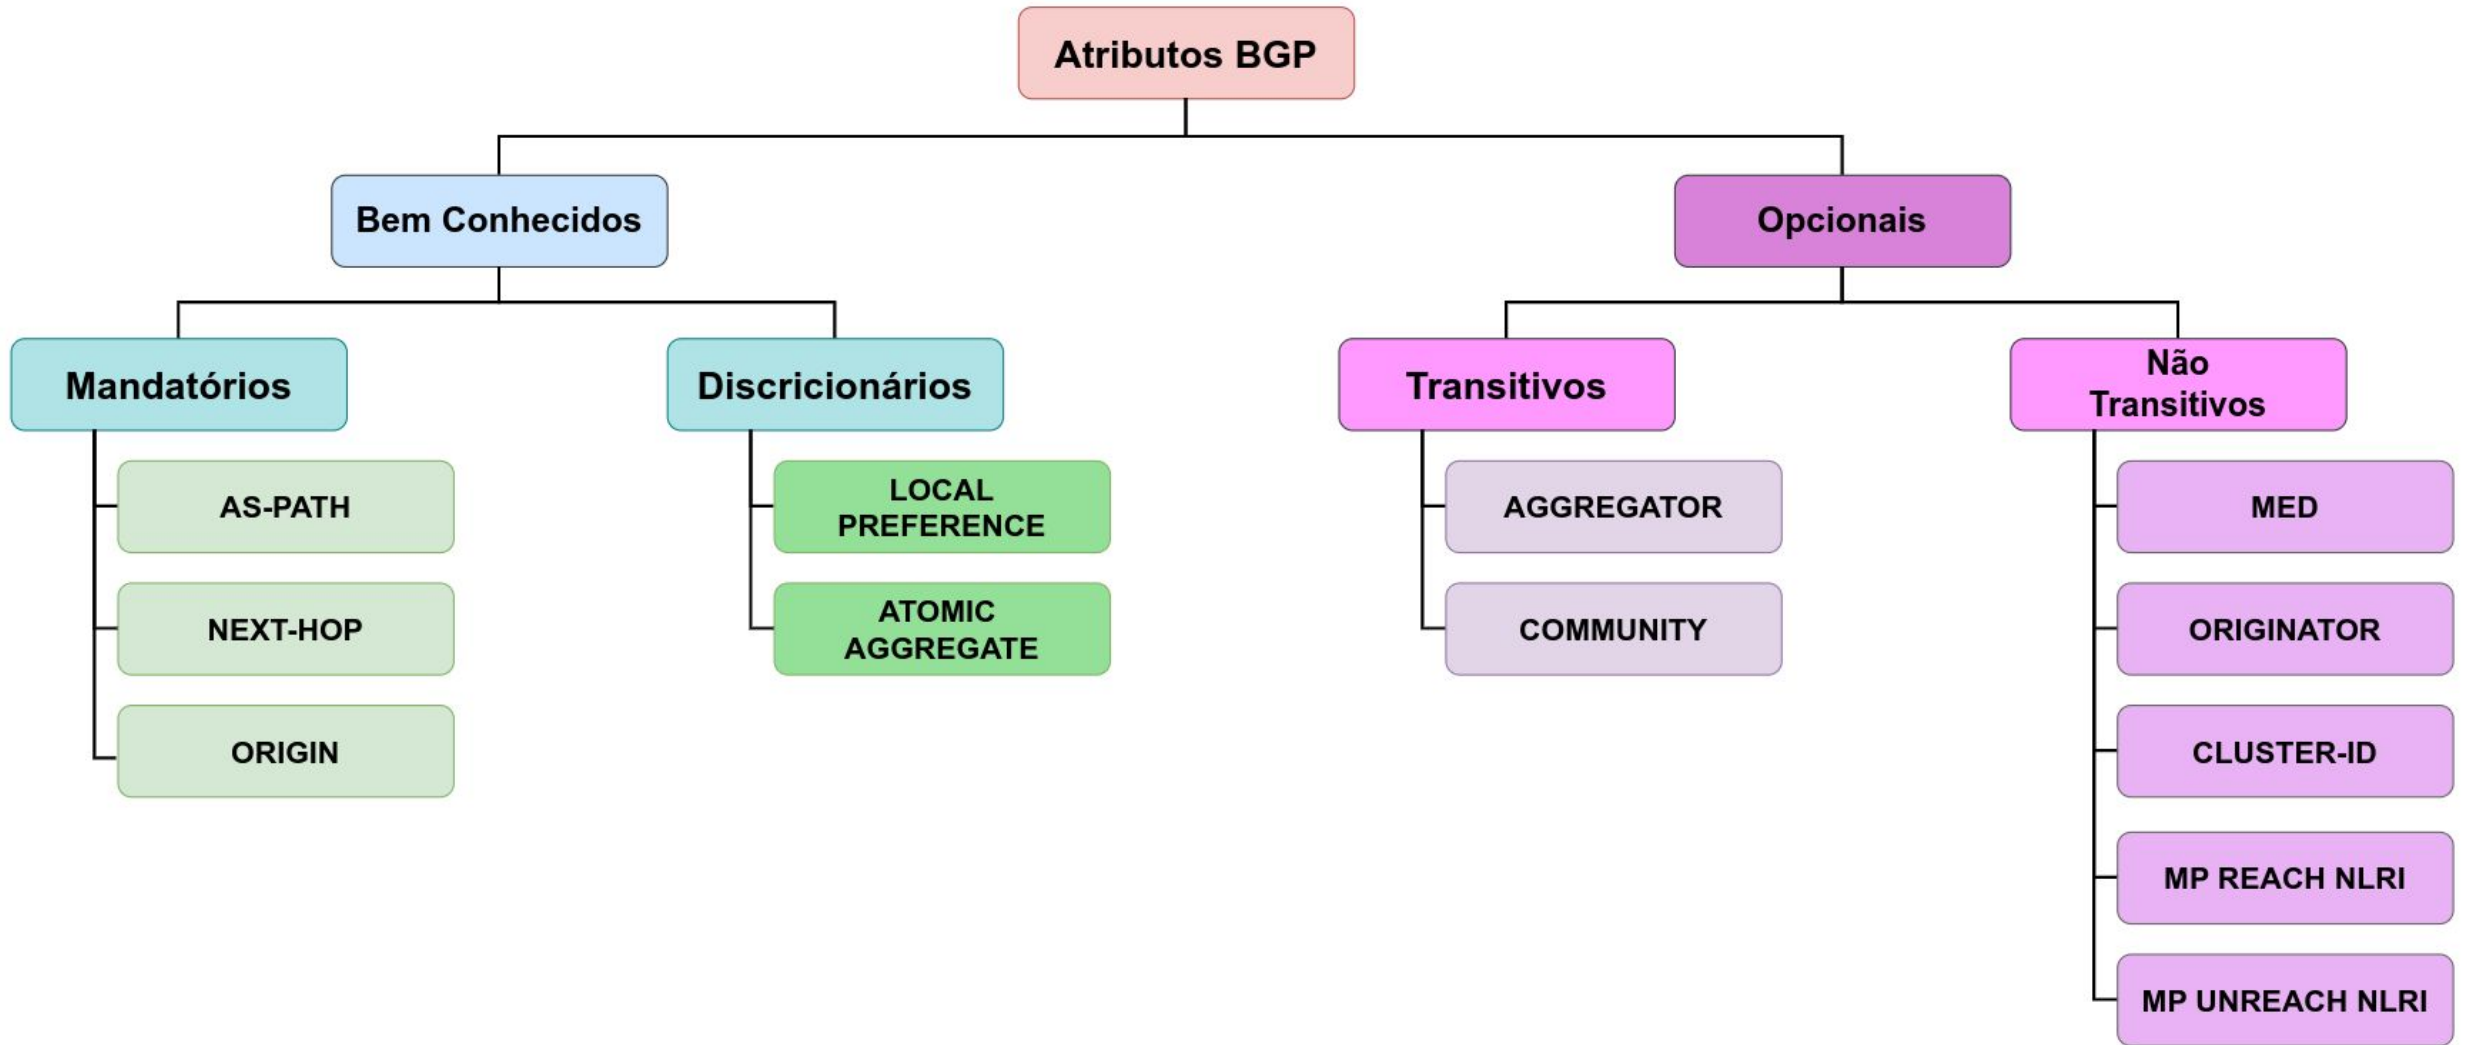 Atributos BGP
Bem Conhecidos
Opcionais
Mandatórios
Discricionários
Transitivos
Não
Transitivos
AS-PATH
NEXT-HOP
ORIGIN
LOCAL
PREFERENCE
ATOMIC
AGGREGATE
AGGREGATOR
COMMUNITY
MED
ORIGINATOR
CLUSTER-ID
MP REACH NLRI
MP UNREACH NLRI